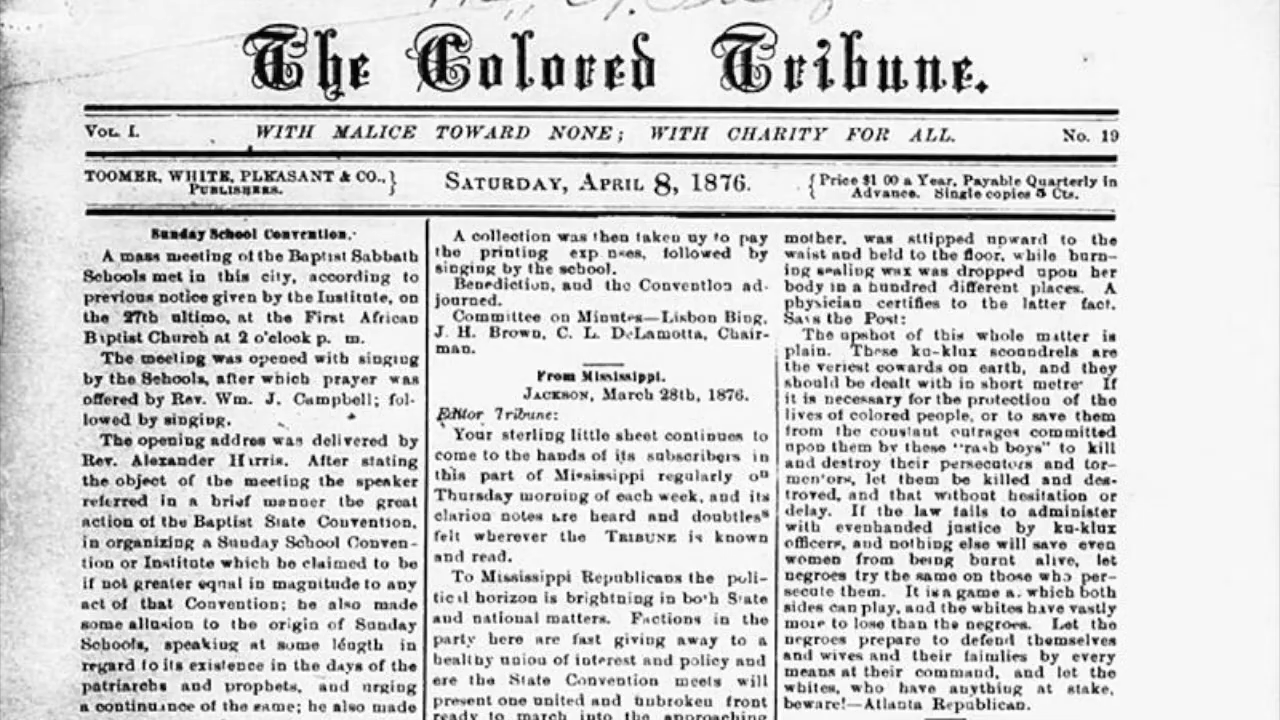 The Colored Tribune.
VOL. I.
WITH MALICE TOWARD NONE; WITH CHARITY FOR ALL.
No. 19
TOOMER, WHITE, PLEASANT & CO.,}
PUBLISHERS.
SATURDAY, APRIL 8, 1876.
{Price $1 00 a Year, Payable Quarterly in
Advance. Single copies 5 Cts.
Sunday School Convention.
A mass meeting of the Baptist Sabbath
Schools met in this city, according to
previous notice given by the Institute, on
the 27th ultimo, at the First African
Baptist Church at 2 o'clock p. m.
The meeting was opened with singing
by the Schools, after which prayer was
offered by Rev. Wm. J. Campbell; fol-
lowed by singing.
The opening addres was delivered by
Rev. Alexander Harris. After stating
the object of the meeting the speaker
referred in a brief manner the great
action of the Baptist State Convention,
in organizing a Sunday School Conven-
tion or Institute which he claimed to be
if not greater equal in magnitude to any
act of that Convention; he also made
some allusion to the origin of Sunday
Schools, speaking at some length in
regard to its existence in the days of the
patriarchs and prophets, and urging
a continuance of the same; he also made
A collection was then taken up to pay
the printing exp nses, followed by
singing by the school.
Benediction, and the Convention ad-
journed.
Committee on Minutes—Lisbon Bing,
J. H. Brown, C. L. DeLamotta, Chair-
man.
From Mississippi.
JACKSON, March 28th, 1876.
Editor Tribune:
Your sterling little sheet continues to
come to the hands of its subscribers in
this part of Mississippi regularly on
Thursday morning of each week, and its
clarion notes are heard and doubtles
felt wherever the TRIBUNE is known
and read.
To Mississippi Republicans the poli-
tical horizon is brightning in both State
and national matters. Factions in the
party here are fast giving away to a
healthy union of interest and policy and
ere the State Convention meets will
present one united and unbroken front
ready to march into the approaching
mother, was sttipped upward to the
waist and held to the floor, while burn-
ing sealing wax was dropped upon her
body in a hundred different places. A
physician certifies to the latter fact.
Says the Post:
The upshot of this whole matter is
plain. These ku-klux scoundrels are
the veriest cowards on earth, and they
should be dealt with in short metre If
it is necessary for the protection of the
lives of colored people, or to save them
from the constant outrages committed
upon them by these "rash boys" to kill
and destroy their persecutors and tor-
mentors, let them be killed and des-
troyed, and that without hesitation or
delay. If the law fails to administer
with evenhanded justice by ku-klux
officers, and nothing else will save even
women from being burnt alive, let
negroes try the same on those who per-
secute them. It is a game a. which both
sides can play, and the whites have vastly
more to lose than the negroes. Let the
negroes prepare to defend themselves
and wives and their faimlies by every
means at their command, and let the
whites, who have anything at stake,
beware!—Atlanta Republican.